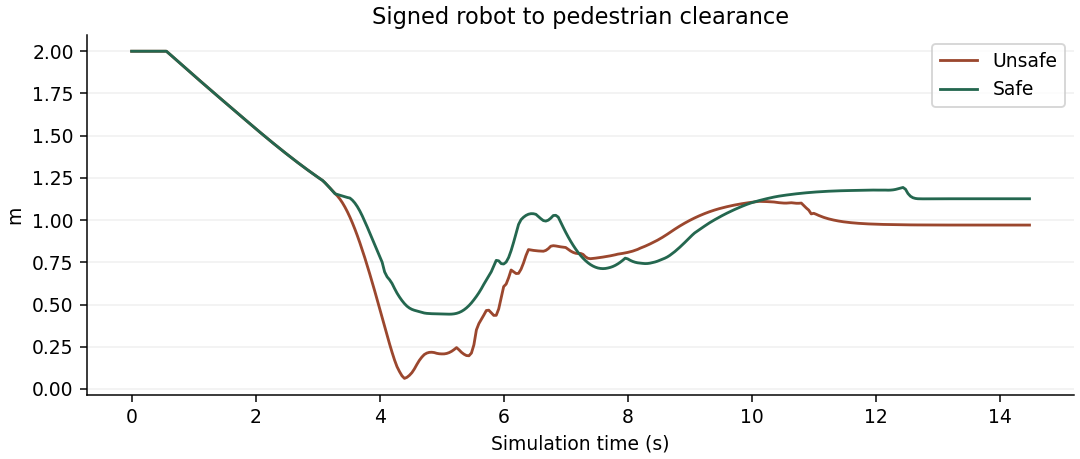 Signed robot to pedestrian clearance
Unsafe
Safe
2.00
1.75
1.50
1.25
1.00
0.75
0.50
0.25
0.00
m
0 2 4 6 8 10 12 14
Simulation time (s)